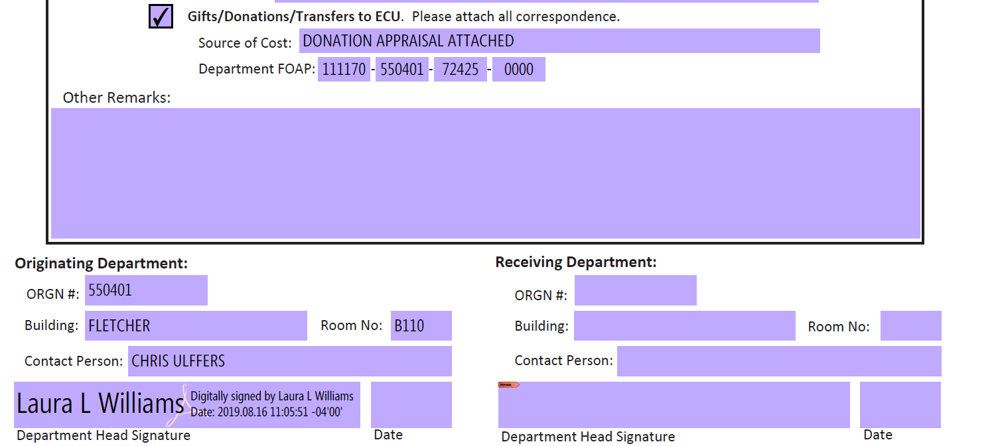 ✓ Gifts/Donations/Transfers to ECU. Please attach all correspondence.
Source of Cost: DONATION APPRAISAL ATTACHED
Department FOAP: 111170 - 550401 - 72425 - 0000
Other Remarks:
Originating Department:
ORGN #: 550401
Building: FLETCHER Room No: B110
Contact Person: CHRIS ULFFERS
Laura L Williams
Digitally signed by Laura L Williams
Date: 2019.08.16 11:05:51 -04'00'
Department Head Signature Date
Receiving Department:
ORGN #:
Building: Room No:
Contact Person:
Department Head Signature Date